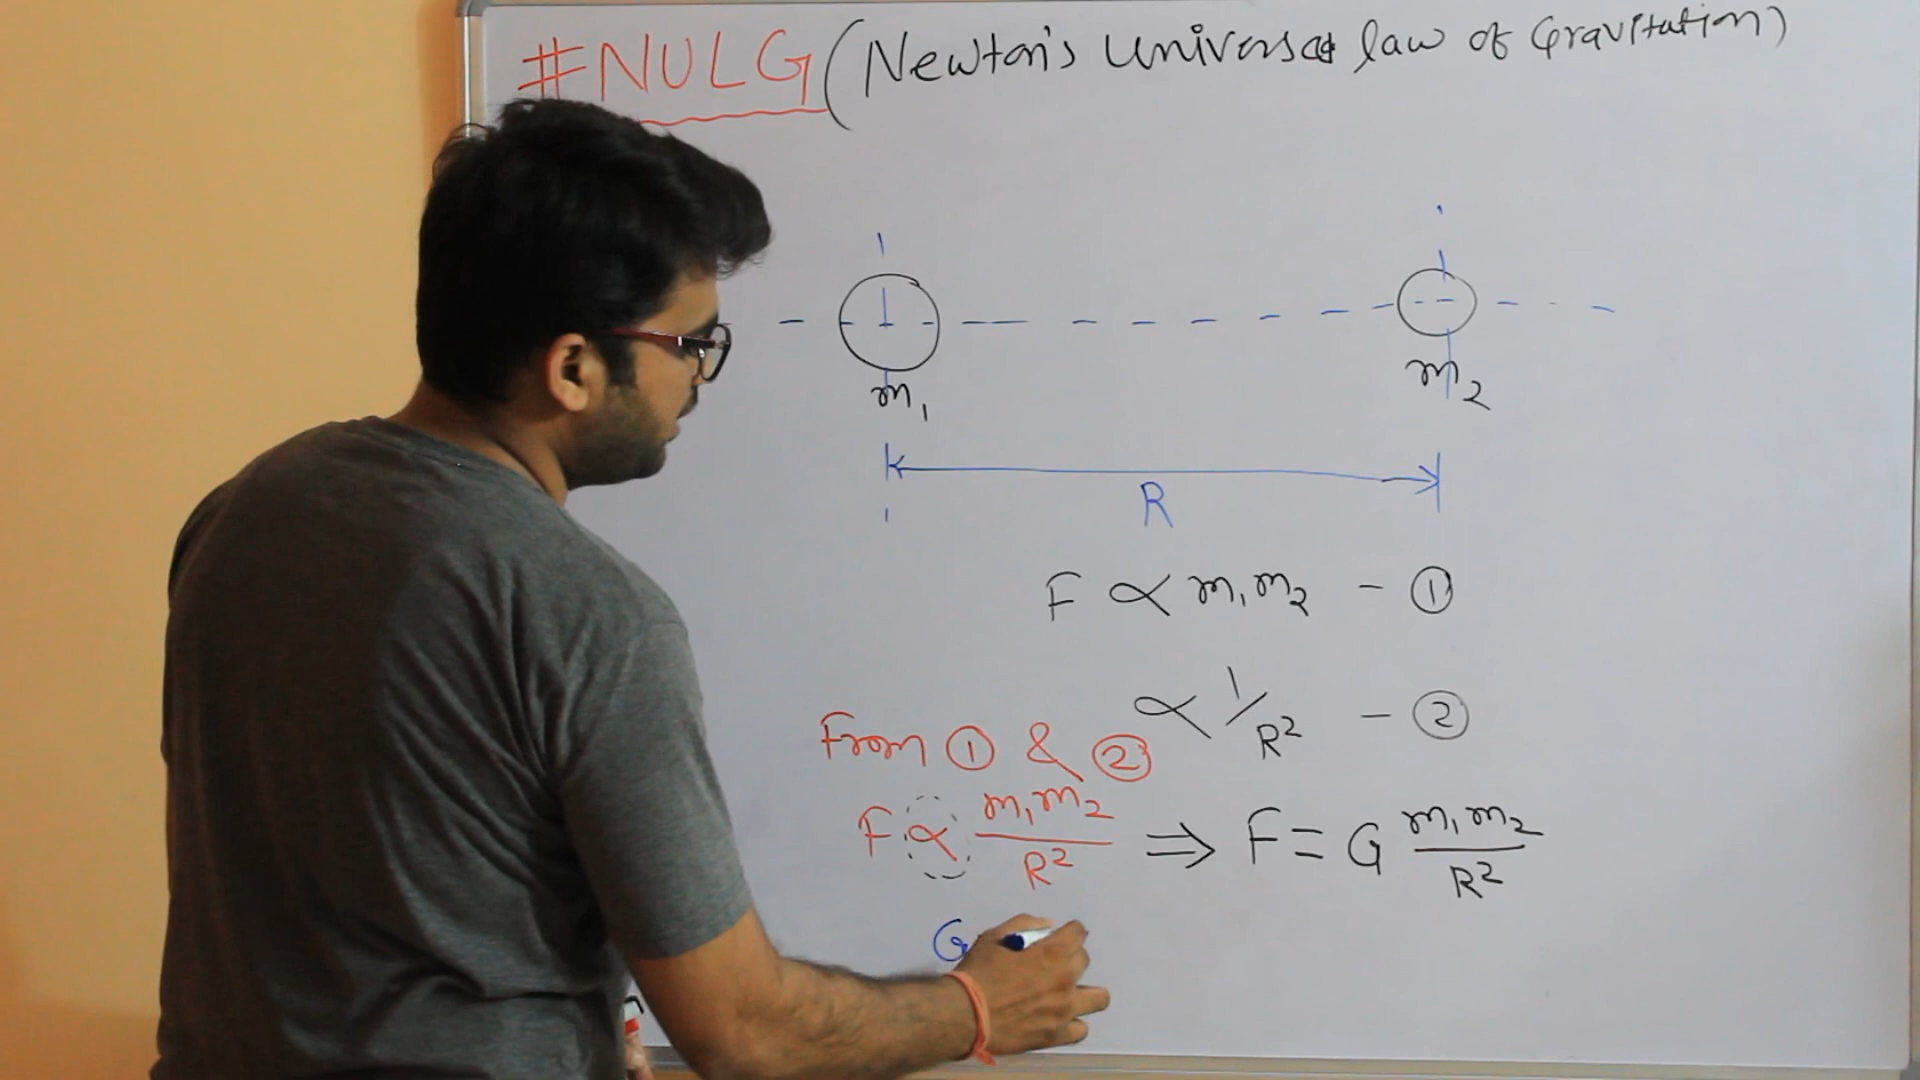 #NULG (Newton's Universal law of Gravitation)
m₁
m₂
R
F ∝ m₁m₂ - ①
∝ 1/R² - ②
From ① & ②
F ∝ m₁m₂/R² ⇒ F = G m₁m₂/R²
G